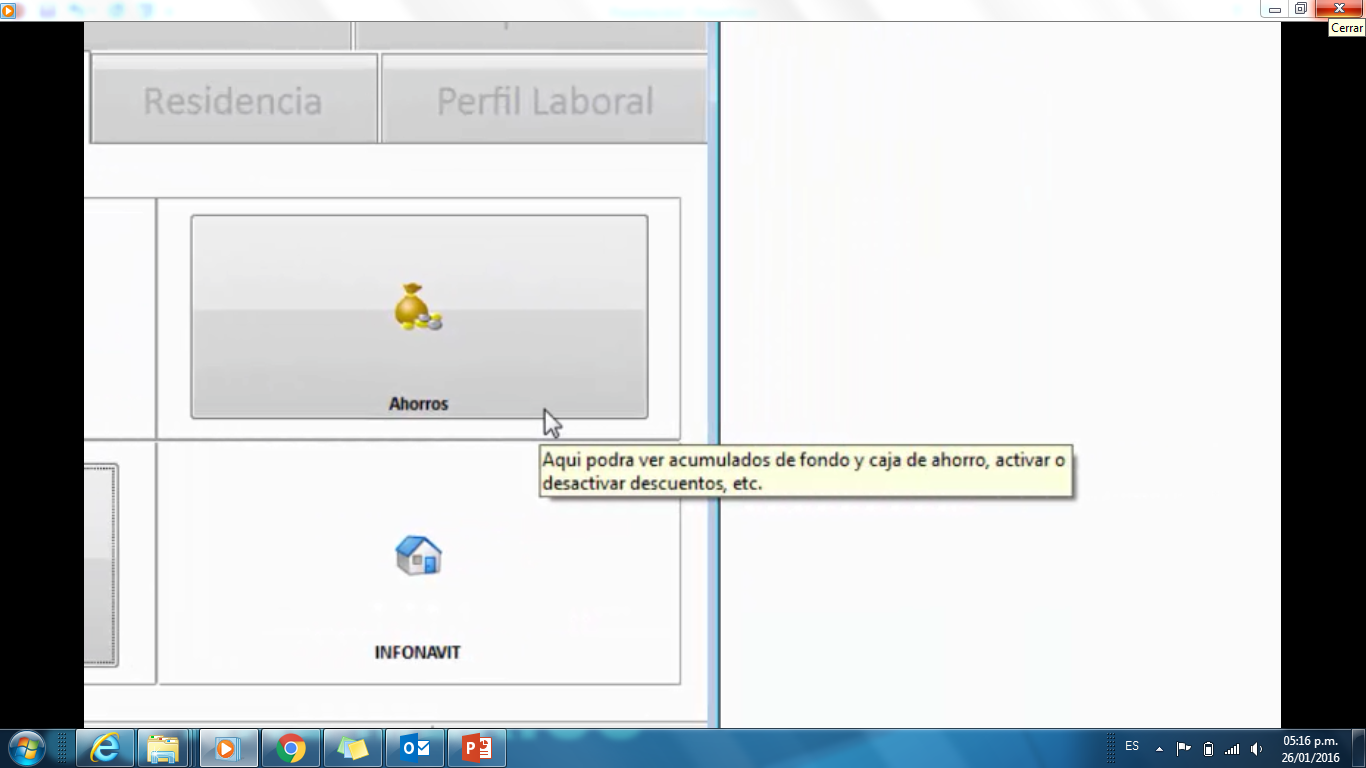 Cerrar
Residencia
Perfil Laboral
Ahorros
Aqui podra ver acumulados de fondo y caja de ahorro, activar o
desactivar descuentos, etc.
INFONAVIT
ES
05:16 p.m.
26/01/2016